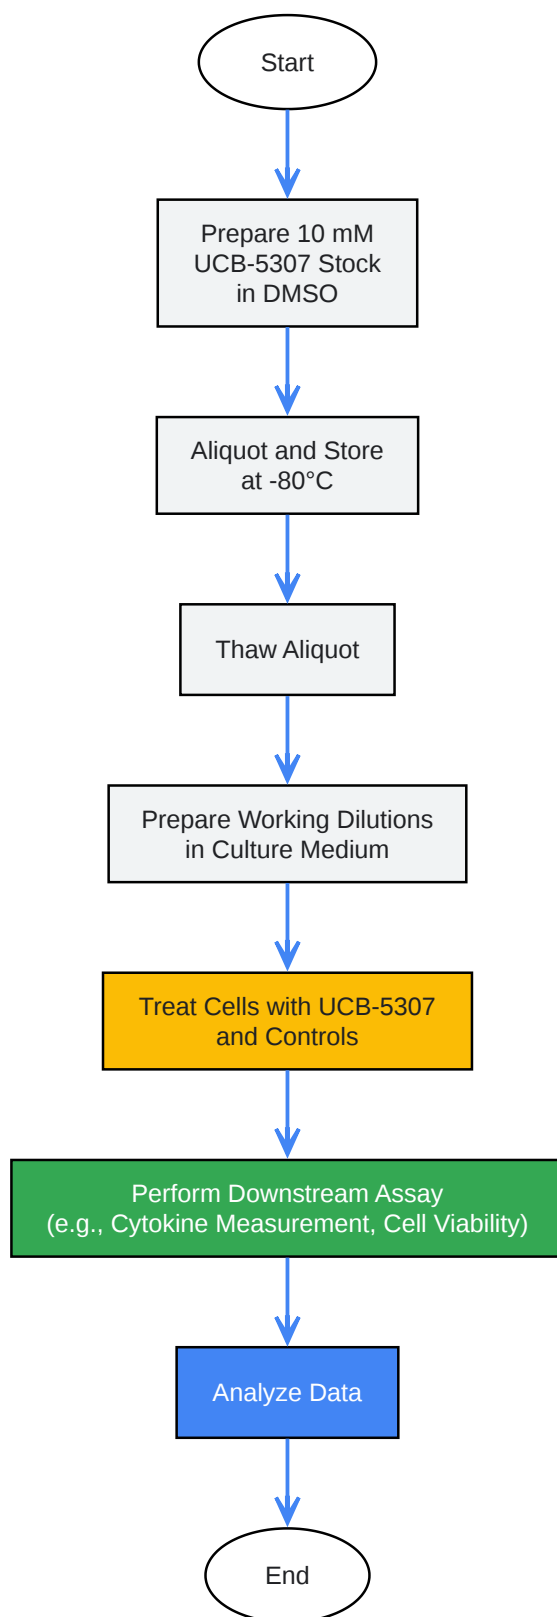 Start
Prepare 10 mM
UCB-5307 Stock
in DMSO
Aliquot and Store
at -80°C
Thaw Aliquot
Prepare Working Dilutions
in Culture Medium
Treat Cells with UCB-5307
and Controls
Perform Downstream Assay
(e.g., Cytokine Measurement, Cell Viability)
Analyze Data
End